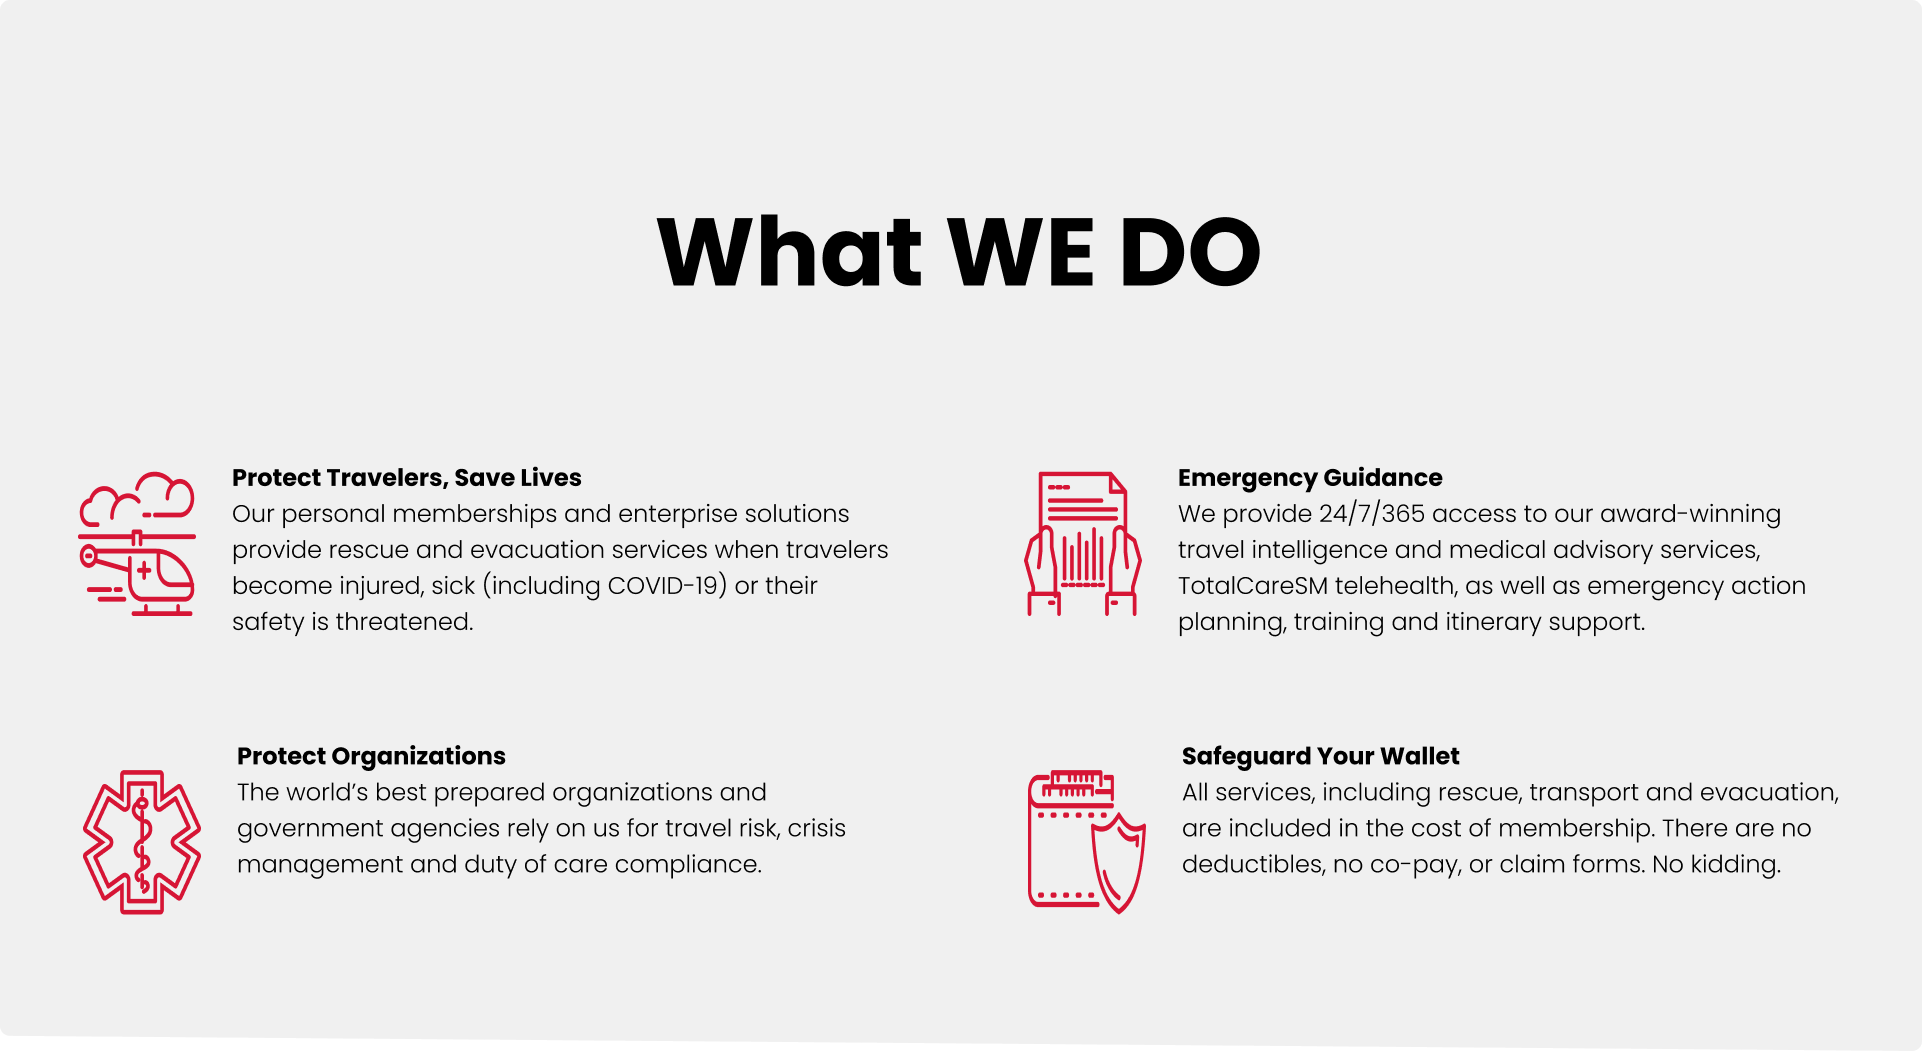 What WE DO
Protect Travelers, Save Lives
Our personal memberships and enterprise solutions
provide rescue and evacuation services when travelers
become injured, sick (including COVID-19) or their
safety is threatened.
Emergency Guidance
We provide 24/7/365 access to our award-winning
travel intelligence and medical advisory services,
TotalCareSM telehealth, as well as emergency action
planning, training and itinerary support.
Protect Organizations
The world’s best prepared organizations and
government agencies rely on us for travel risk, crisis
management and duty of care compliance.
Safeguard Your Wallet
All services, including rescue, transport and evacuation,
are included in the cost of membership. There are no
deductibles, no co-pay, or claim forms. No kidding.